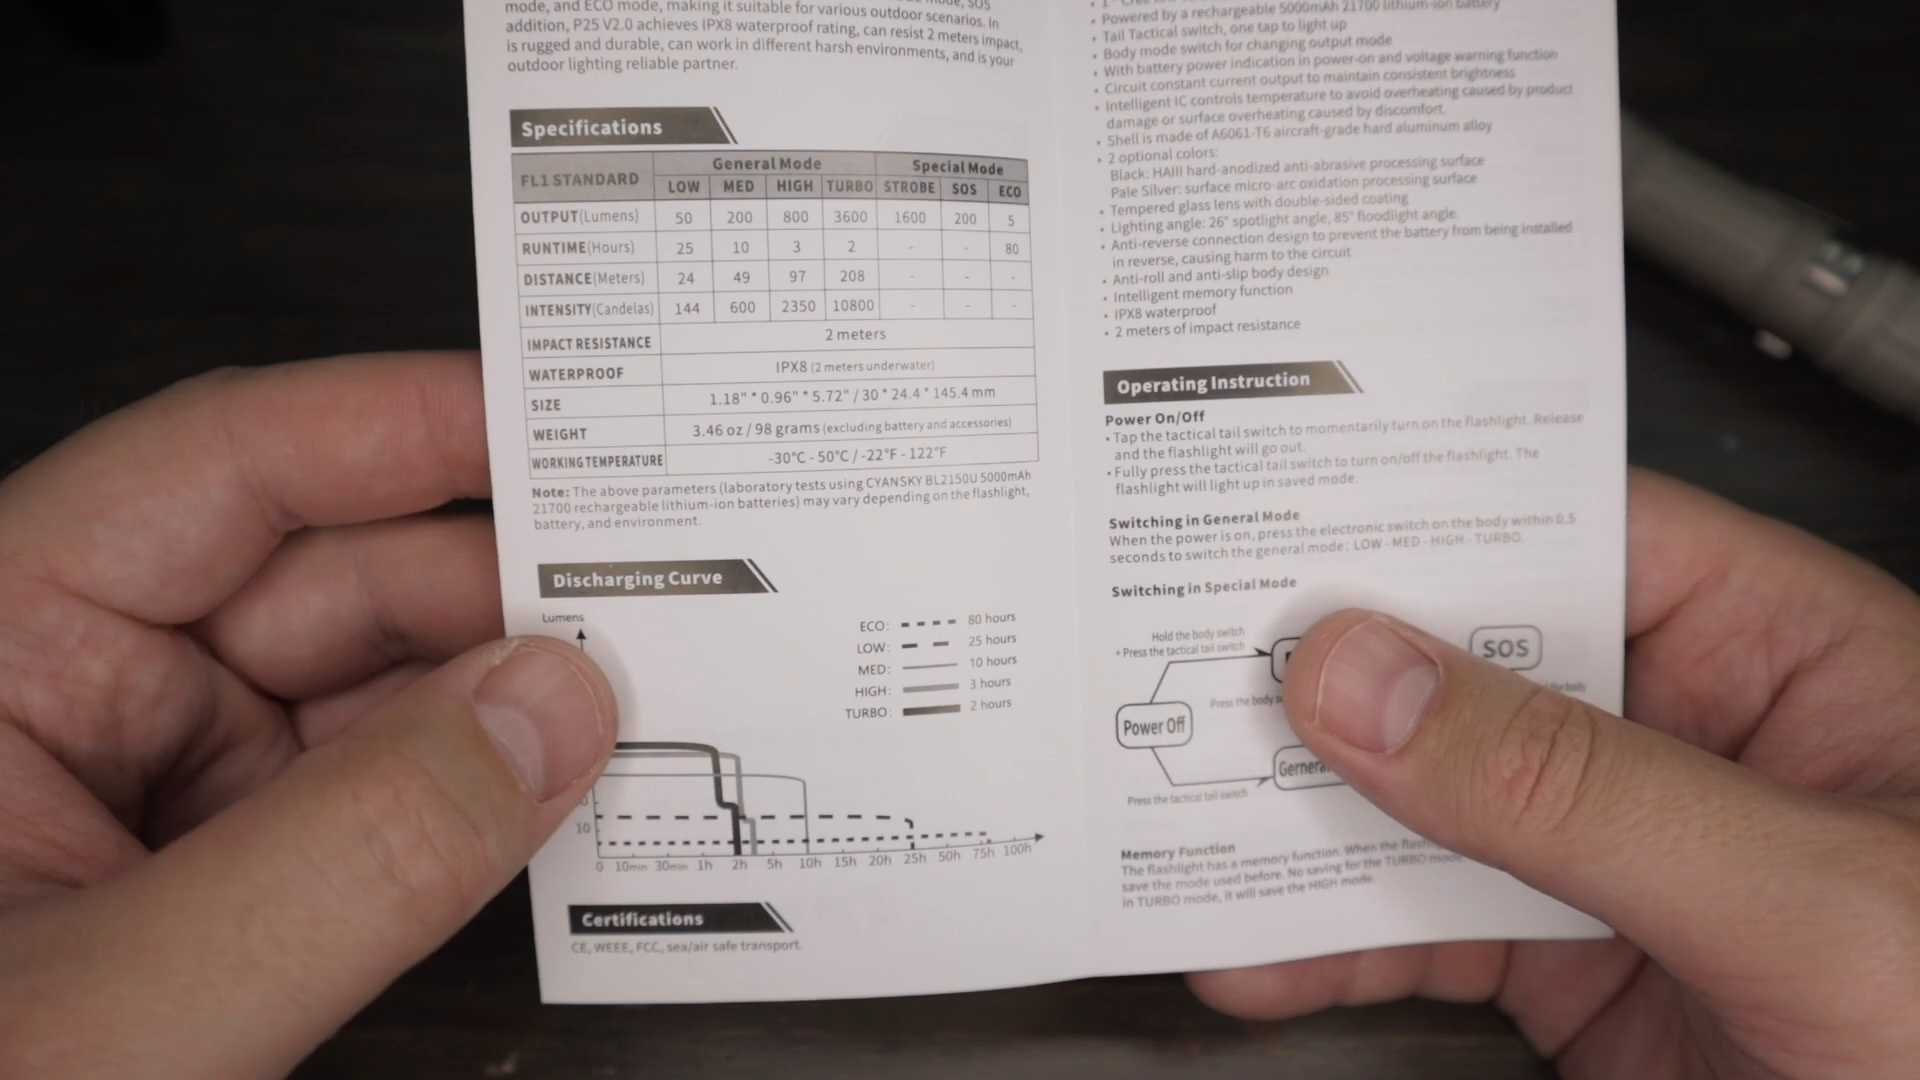 mode, and ECO mode, making it suitable for various outdoor scenarios. In
addition, P25 V2.0 achieves IPX8 waterproof rating, can resist 2 meters impact,
is rugged and durable, can work in different harsh environments, and is your
outdoor lighting reliable partner.
Specifications
FL1 STANDARD General Mode Special Mode
LOW MED HIGH TURBO STROBE SOS ECO
OUTPUT(Lumens) 50 200 800 3600 1600 200 5
RUNTIME(Hours) 25 10 3 2 - - 80
DISTANCE(Meters) 24 49 97 208 - - -
INTENSITY(Candelas) 144 600 2350 10800 - - -
IMPACT RESISTANCE 2 meters
WATERPROOF IPX8 (2 meters underwater)
SIZE 1.18" * 0.96" * 5.72" / 30 * 24.4 * 145.4 mm
WEIGHT 3.46 oz / 98 grams (excluding battery and accessories)
WORKING TEMPERATURE -30°C - 50°C / -22°F - 122°F
Note: The above parameters (laboratory tests using CYANSKY BL2150U 5000mAh
21700 rechargeable lithium-ion batteries) may vary depending on the flashlight,
battery, and environment.
Discharging Curve
Lumens
ECO: 80 hours
LOW: 25 hours
MED: 10 hours
HIGH: 3 hours
TURBO: 2 hours
10
0 10min 30min 1h 2h 5h 10h 15h 20h 25h 50h 75h 100h
Certifications
CE, WEEE, FCC, sea/air safe transport.
• Powered by a rechargeable 5000mAh 21700 lithium-ion battery
• Tail Tactical switch, one tap to light up
• Body mode switch for changing output mode
• With battery power indication in power-on and voltage warning function
• Circuit constant current output to maintain consistent brightness
• Intelligent IC controls temperature to avoid overheating caused by product
damage or surface overheating caused by discomfort.
• Shell is made of A6061-T6 aircraft-grade hard aluminum alloy
• 2 optional colors:
Black: HAIII hard-anodized anti-abrasive processing surface
Pale Silver: surface micro-arc oxidation processing surface
• Tempered glass lens with double-sided coating
• Lighting angle: 26° spotlight angle, 85° floodlight angle.
• Anti-reverse connection design to prevent the battery from being installed
in reverse, causing harm to the circuit
• Anti-roll and anti-slip body design
• Intelligent memory function
• IPX8 waterproof
• 2 meters of impact resistance
Operating Instruction
Power On/Off
• Tap the tactical tail switch to momentarily turn on the flashlight. Release
and the flashlight will go out.
• Fully press the tactical tail switch to turn on/off the flashlight. The
flashlight will light up in saved mode.
Switching in General Mode
When the power is on, press the electronic switch on the body within 0.5
seconds to switch the general mode: LOW - MED - HIGH - TURBO
Switching in Special Mode
Hold the body switch
+ Press the tactical tail switch
SOS
Press the body
the body
Power Off
Press the tactical tail switch
Memory Function
The flashlight has a memory function. When the
save the mode used before. No saving for the TURBO mode
in TURBO mode, it will save the HIGH mode.